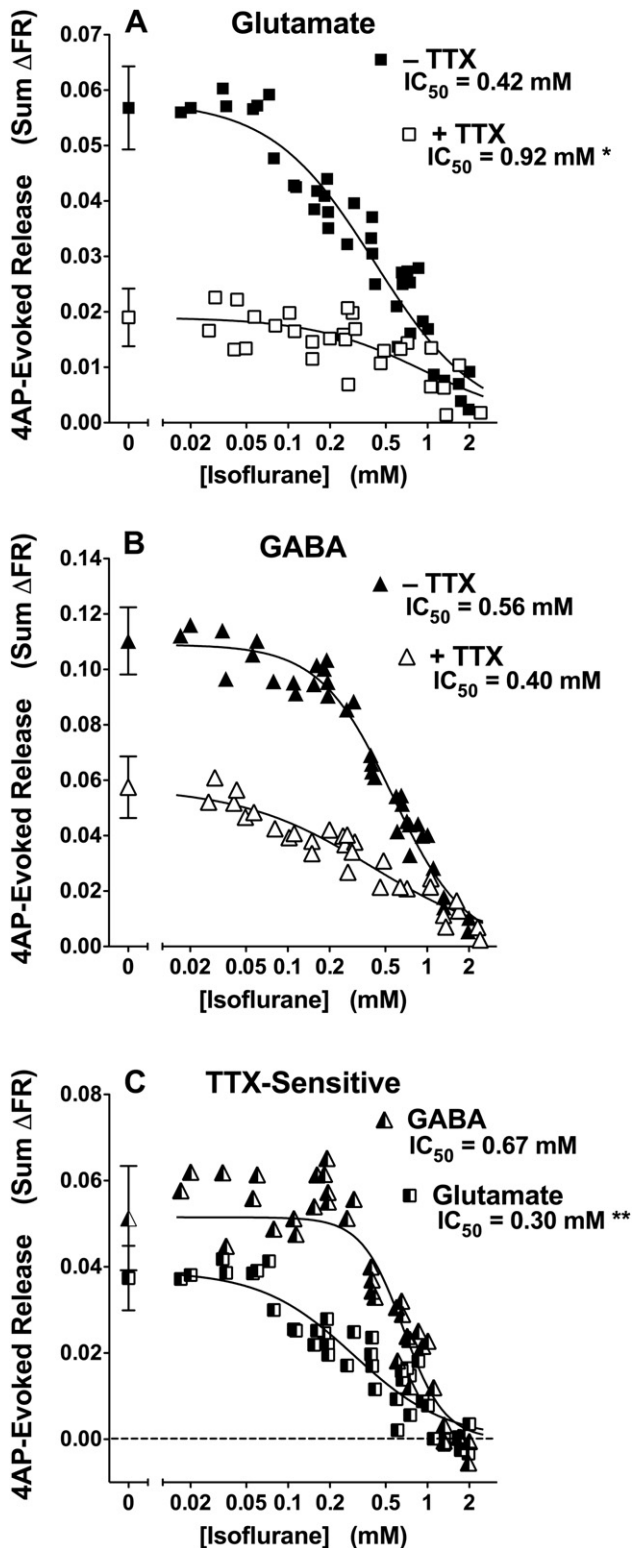 A
Glutamate
– TTX
IC50 = 0.42 mM
+ TTX
IC50 = 0.92 mM *
4AP-Evoked Release (Sum ΔFR)
0.07
0.06
0.05
0.04
0.03
0.02
0.01
0.00
0 0.02 0.05 0.1 0.2 0.5 1 2
[Isoflurane] (mM)
B
GABA
– TTX
IC50 = 0.56 mM
+ TTX
IC50 = 0.40 mM
4AP-Evoked Release (Sum ΔFR)
0.14
0.12
0.10
0.08
0.06
0.04
0.02
0.00
0 0.02 0.05 0.1 0.2 0.5 1 2
[Isoflurane] (mM)
C
TTX-Sensitive
GABA
IC50 = 0.67 mM
Glutamate
IC50 = 0.30 mM **
4AP-Evoked Release (Sum ΔFR)
0.08
0.06
0.04
0.02
0.00
0 0.02 0.05 0.1 0.2 0.5 1 2
[Isoflurane] (mM)